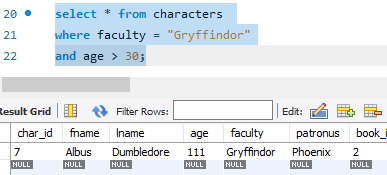 20 select * from characters
21 where faculty = "Gryffindor"
22 and age > 30;
Result Grid Filter Rows: Edit:
char_id fname lname age faculty patronus
7 Albus Dumbledore 111 Gryffindor Phoenix 2
NULL NULL NULL NULL NULL NULL NULL